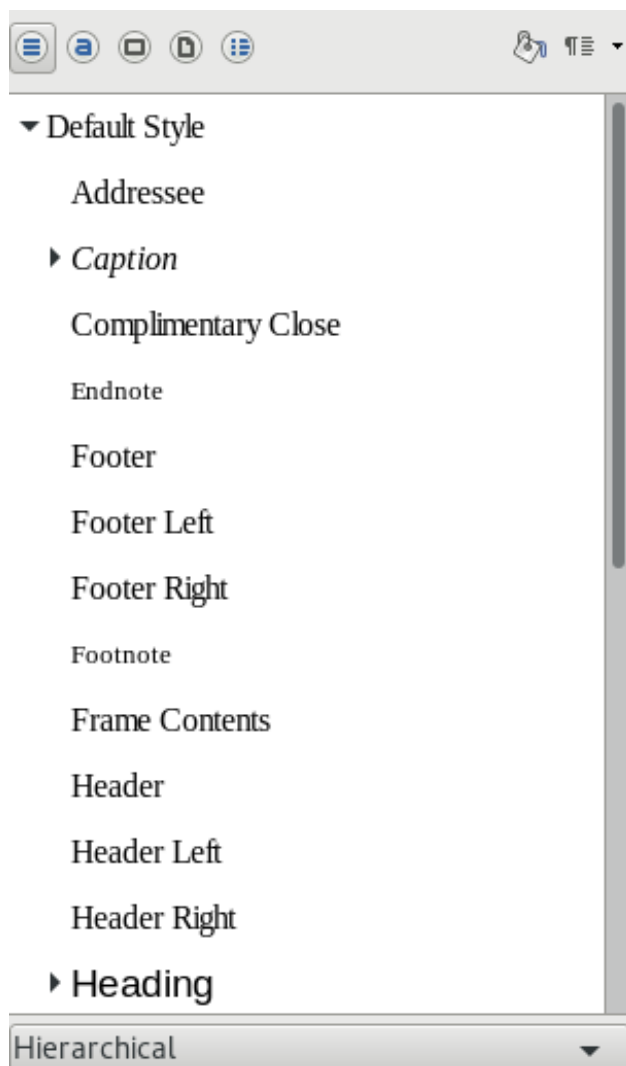 Default Style
Addressee
Caption
Complimentary Close
Endnote
Footer
Footer Left
Footer Right
Footnote
Frame Contents
Header
Header Left
Header Right
Heading
Hierarchical